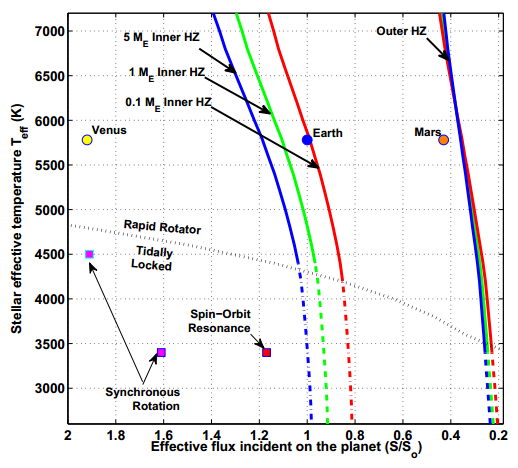 7000
6500
6000
5500
5000
4500
4000
3500
3000
Stellar effective temperature T_eff (K)
5 M_E Inner HZ
1 M_E Inner HZ
0.1 M_E Inner HZ
Outer HZ
Venus
Earth
Mars
Rapid Rotator
Tidally
Locked
Spin-Orbit
Resonance
Synchronous
Rotation
2 1.8 1.6 1.4 1.2 1 0.8 0.6 0.4 0.2
Effective flux incident on the planet (S/S_o)